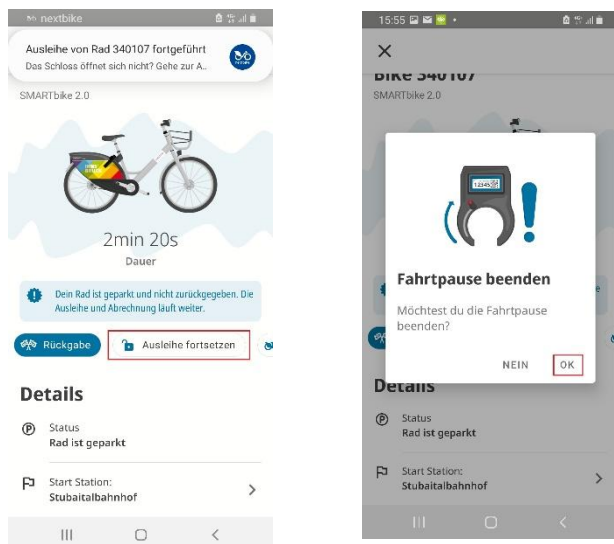 nextbike
Ausleihe von Rad 340107 fortgeführt
Das Schloss öffnet sich nicht? Gehe zur A..
SMARTbike 2.0
2min 20s
Dauer
Dein Rad ist geparkt und nicht zurückgegeben. Die
Ausleihe und Abrechnung läuft weiter.
Rückgabe
Ausleihe fortsetzen
Details
Status
Rad ist geparkt
Start Station:
Stubaitalbahnhof
15:55
Bike 340107
SMARTbike 2.0
12345
Fahrtpause beenden
Möchtest du die Fahrtpause
beenden?
NEIN
OK
Details
Status
Rad ist geparkt
Start Station:
Stubaitalbahnhof